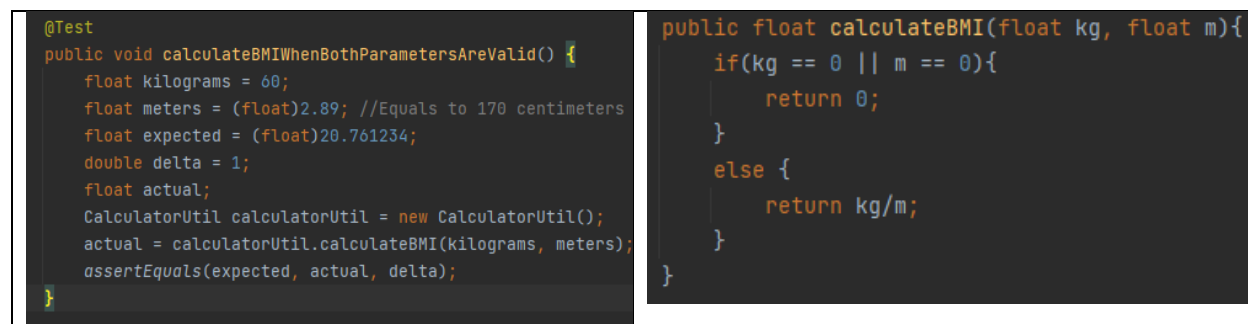 @Test
public void calculateBMIWhenBothParametersAreValid() {
    float kilograms = 60;
    float meters = (float)2.89; //Equals to 170 centimeters
    float expected = (float)20.761234;
    double delta = 1;
    float actual;
    CalculatorUtil calculatorUtil = new CalculatorUtil();
    actual = calculatorUtil.calculateBMI(kilograms, meters);
    assertEquals(expected, actual, delta);
}
public float calculateBMI(float kg, float m){
    if(kg == 0 || m == 0){
        return 0;
    }
    else {
        return kg/m;
    }
}